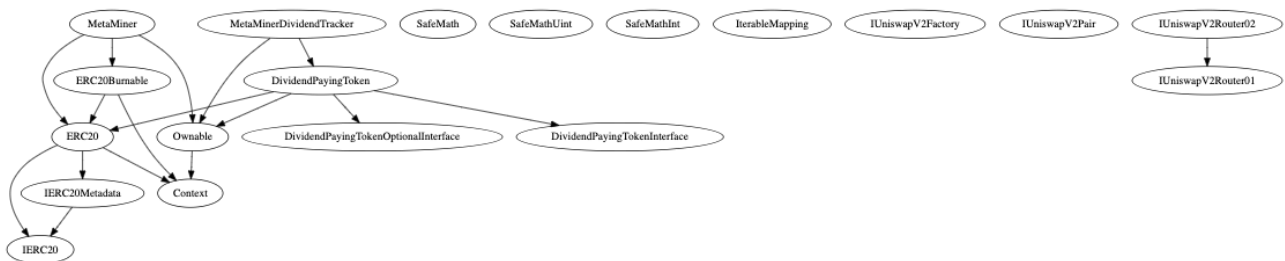 MetaMiner MetaMinerDividendTracker SafeMath SafeMathUint SafeMathInt IterableMapping IUniswapV2Factory IUniswapV2Pair IUniswapV2Router02
ERC20Burnable DividendPayingToken IUniswapV2Router01
ERC20 Ownable DividendPayingTokenOptionalInterface DividendPayingTokenInterface
IERC20Metadata Context
IERC20